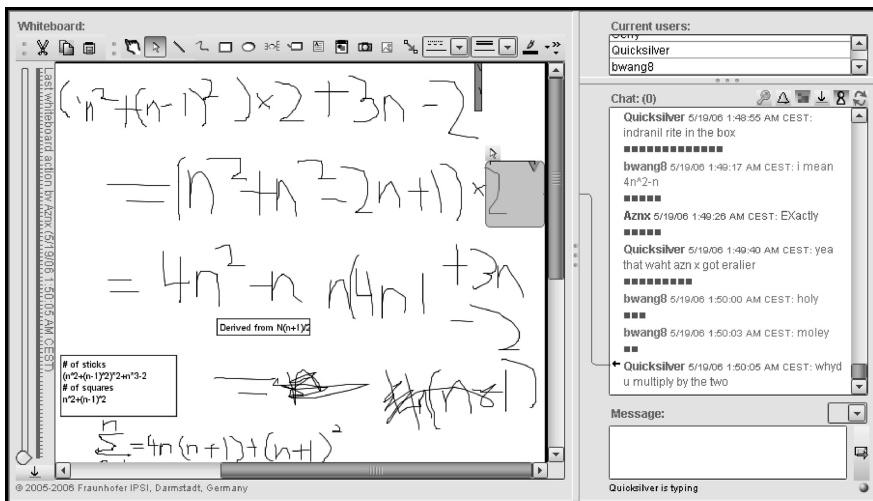 Whiteboard:
Last whiteboard action by Aznx (5/19/06 1:50:05 AM CEST)
(n²+(n-1)²)×2+3n-2
=(n²+n²-2n+1)×2
+3n-2
=4n²-n
n(4n
Derived from N(n+1)/2
# of sticks
(n^2+(n-1)^2)*2+n*3-2
# of squares
n^2+(n-1)^2
n
Σ=4n(n+1)+(n+1)²
© 2005-2006 Fraunhofer IPSI, Darmstadt, Germany
Current users:
Quicksilver
bwang8
Chat: (0)
Quicksilver 5/19/06 1:48:55 AM CEST:
indranil rite in the box
bwang8 5/19/06 1:49:17 AM CEST: i mean
4n^2-n
Aznx 5/19/06 1:49:26 AM CEST: EXactly
Quicksilver 5/19/06 1:49:40 AM CEST: yea
that waht azn x got eralier
bwang8 5/19/06 1:50:00 AM CEST: holy
bwang8 5/19/06 1:50:03 AM CEST: moley
Quicksilver 5/19/06 1:50:05 AM CEST: whyd
u multiply by the two
Message:
Quicksilver is typing